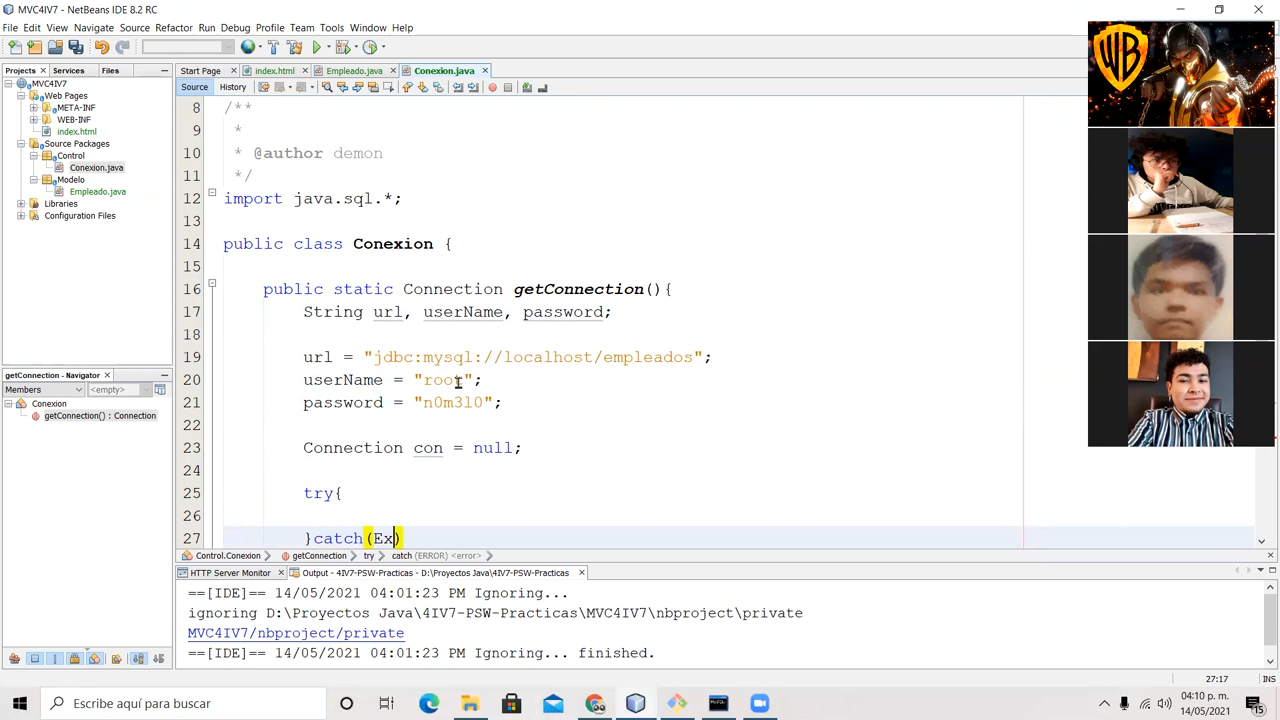 MVC4IV7 - NetBeans IDE 8.2 RC
File Edit View Navigate Source Refactor Run Debug Profile Team Tools Window Help
Projects Services Files
Start Page index.html Empleado.java Conexion.java
Source History
MVC4IV7
Web Pages
META-INF
WEB-INF
index.html
Source Packages
Control
Conexion.java
Modelo
Empleado.java
Libraries
Configuration Files
8 /**
9 *
10 * @author demon
11 */
12 import java.sql.*;
13
14 public class Conexion {
15
16 public static Connection getConnection(){
17 String url, userName, password;
18
19 url = "jdbc:mysql://localhost/empleados";
20 userName = "root";
21 password = "n0m3l0";
22
23 Connection con = null;
24
25 try{
26
27 }catch(Ex)
getConnection - Navigator
Members <empty>
Conexion
getConnection() : Connection
Control.Conexion getConnection try catch (ERROR) <error>
HTTP Server Monitor Output - 4IV7-PSW-Practicas - D:\Proyectos Java\4IV7-PSW-Practicas
==[IDE]== 14/05/2021 04:01:23 PM Ignoring...
ignoring D:\Proyectos Java\4IV7-PSW-Practicas\MVC4IV7\nbproject\private
MVC4IV7/nbproject/private
==[IDE]== 14/05/2021 04:01:23 PM Ignoring... finished.
27:17 INS
Escribe aquí para buscar
04:10 p. m.
14/05/2021
15
WB